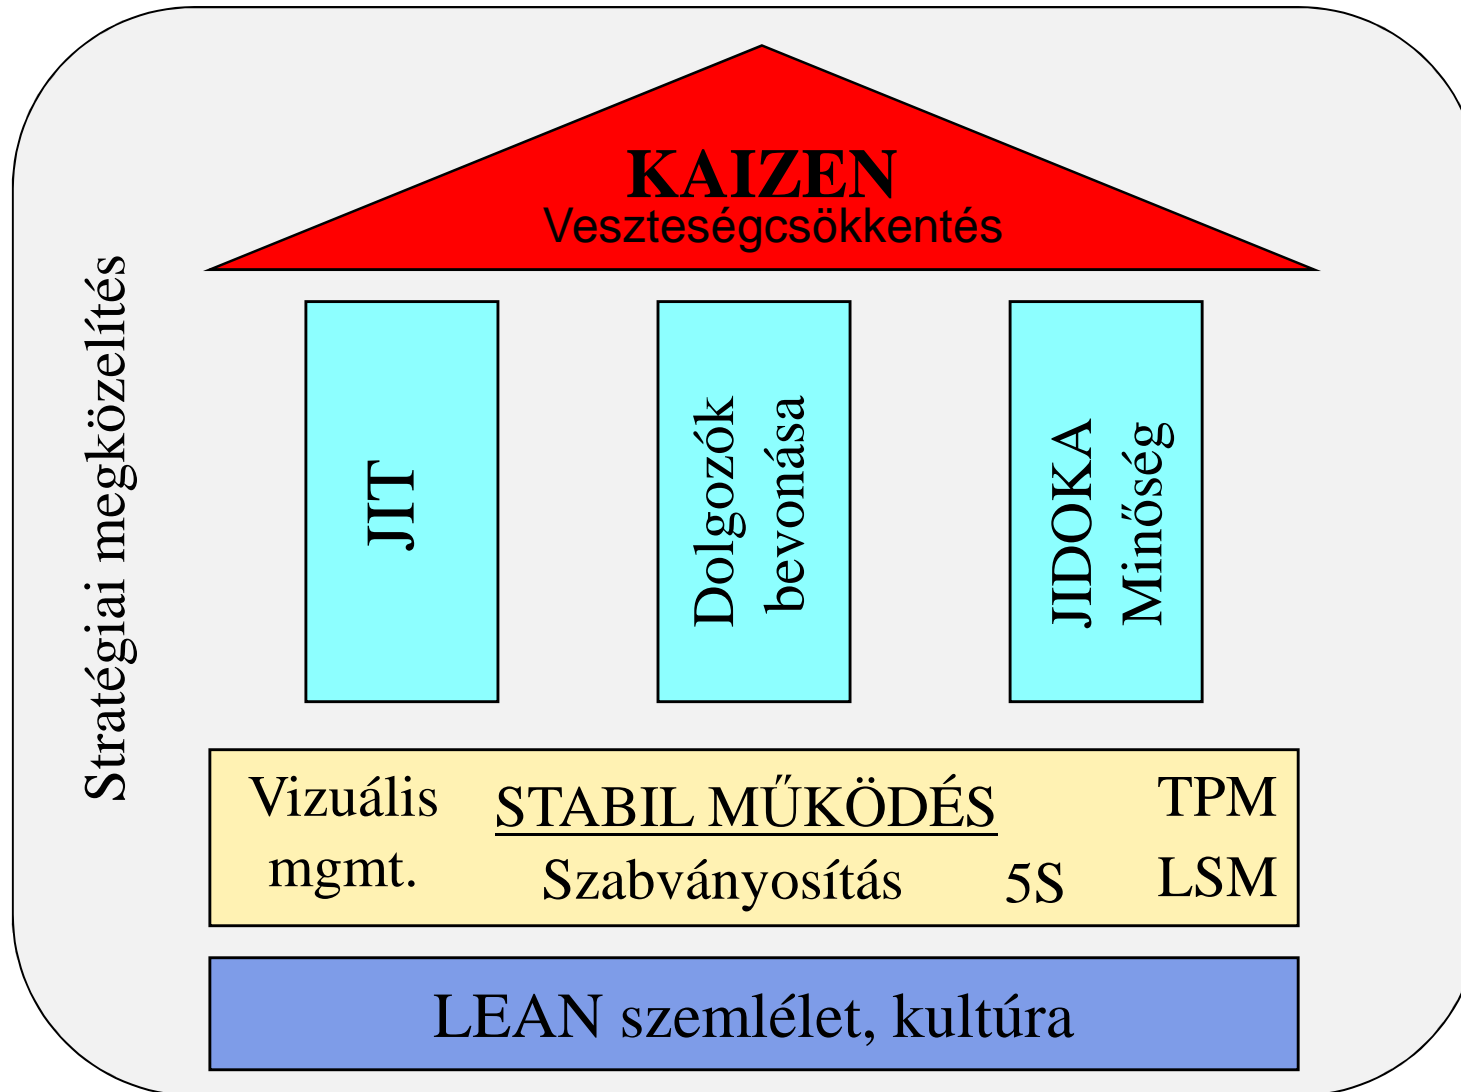 Stratégiai megközelítés
KAIZEN
Veszteségcsökkentés
JIT
Dolgozók
bevonása
JIDOKA
Minőség
Vizuális
mgmt.
STABIL MŰKÖDÉS
Szabványosítás
5S
TPM
LSM
LEAN szemlélet, kultúra